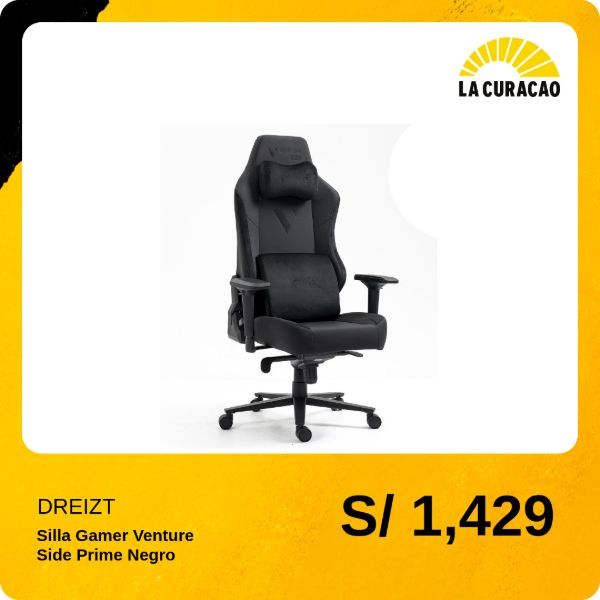 LA CURACAO
DREIZT
S/ 1,429
Silla Gamer Venture
Side Prime Negro